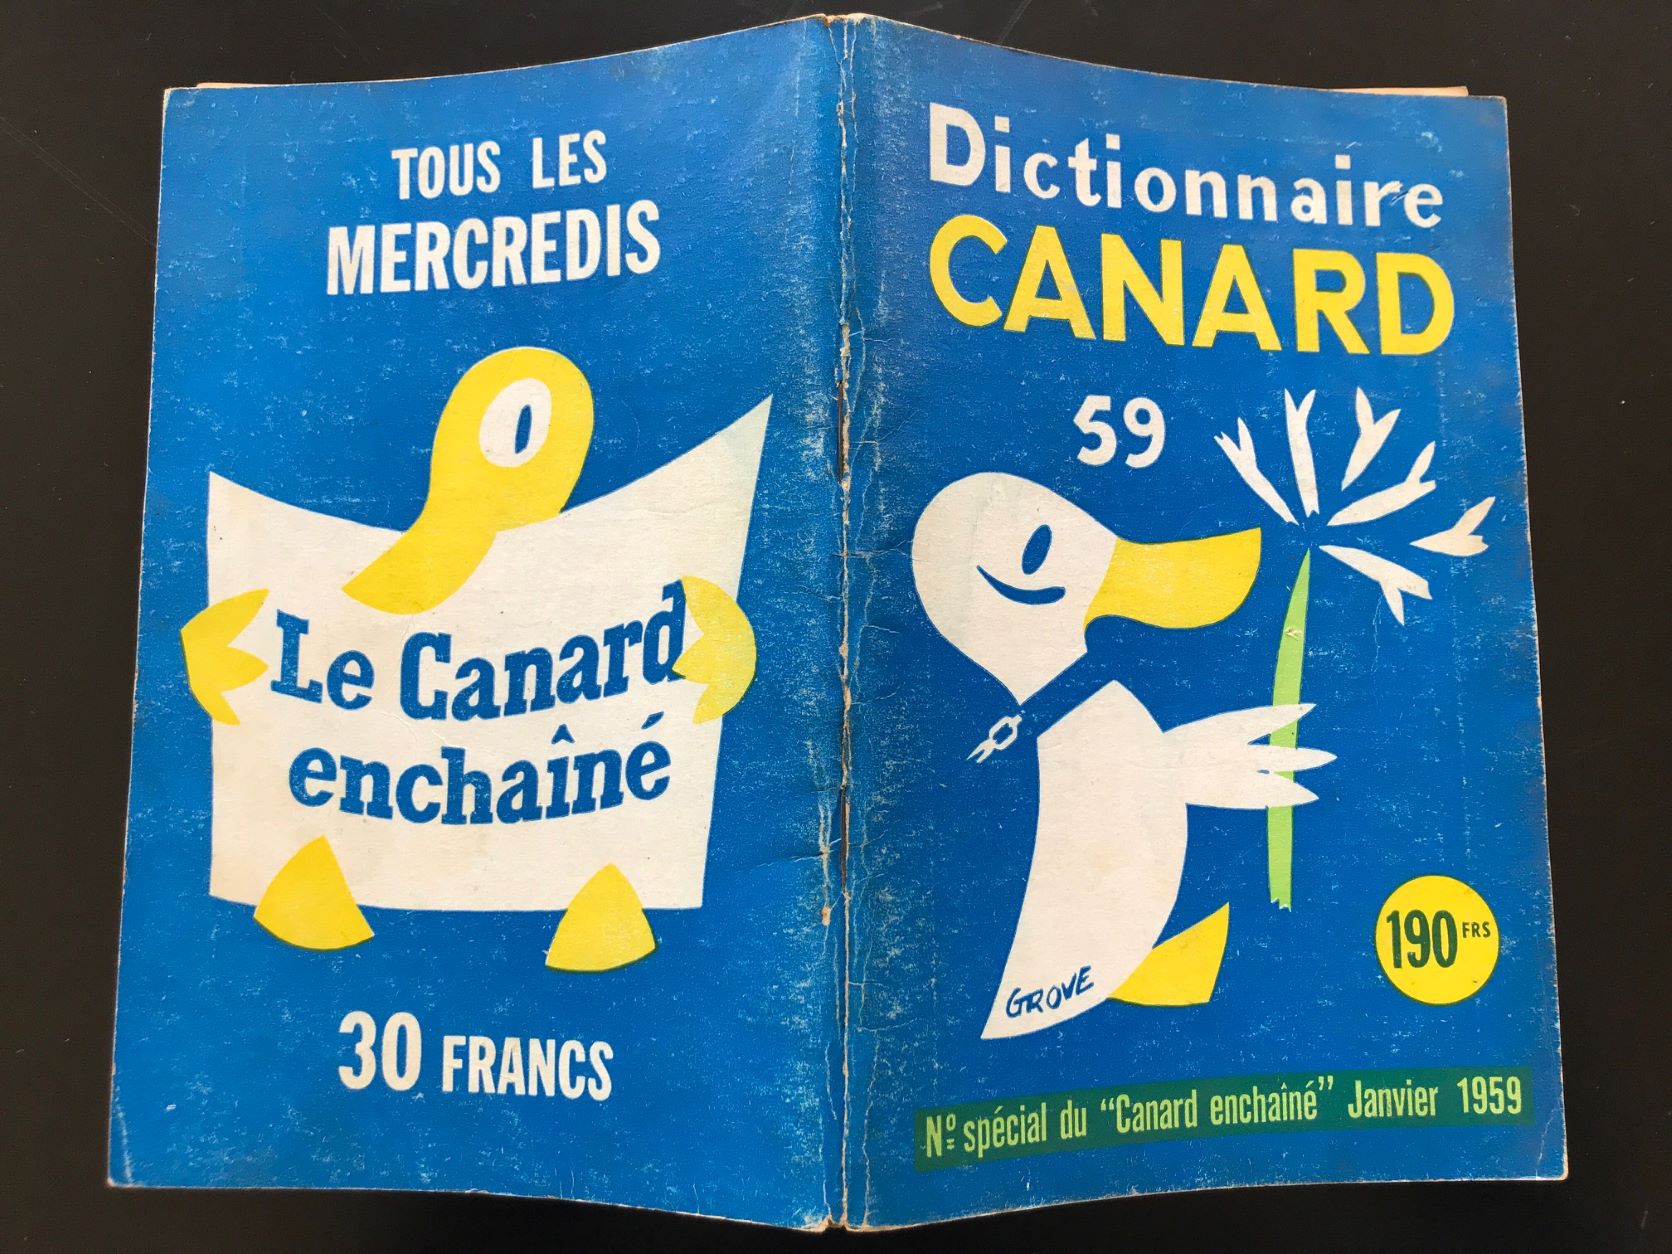 TOUS LES
MERCREDIS
Le Canard
enchaîné
30 FRANCS
Dictionnaire
CANARD
59
190 FRS
GROVE
Nº spécial du “Canard enchaîné” Janvier 1959